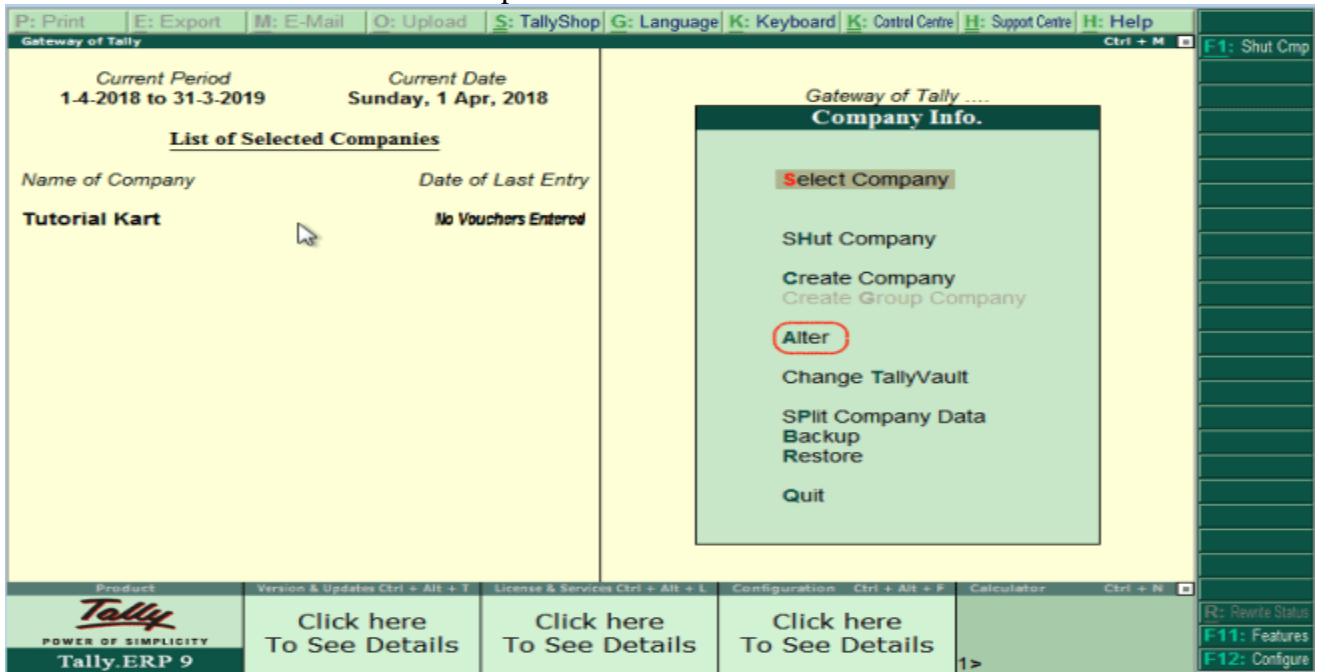 P: Print E: Export M: E-Mail O: Upload S: TallyShop G: Language K: Keyboard K: Control Centre H: Support Centre H: Help
Gateway of Tally Ctrl + M
F1: Shut Cmp
Current Period Current Date
1-4-2018 to 31-3-2019 Sunday, 1 Apr, 2018
List of Selected Companies
Name of Company Date of Last Entry
Tutorial Kart No Vouchers Entered
Gateway of Tally ....
Company Info.
Select Company
SHut Company
Create Company
Create Group Company
Alter
Change TallyVault
SPlit Company Data
Backup
Restore
Quit
Product Version & Updates Ctrl + Alt + T License & Services Ctrl + Alt + L Configuration Ctrl + Alt + F Calculator Ctrl + N
Tally
POWER OF SIMPLICITY
Tally.ERP 9
Click here
To See Details
Click here
To See Details
Click here
To See Details
1>
R: Rewrite Status
F11: Features
F12: Configure